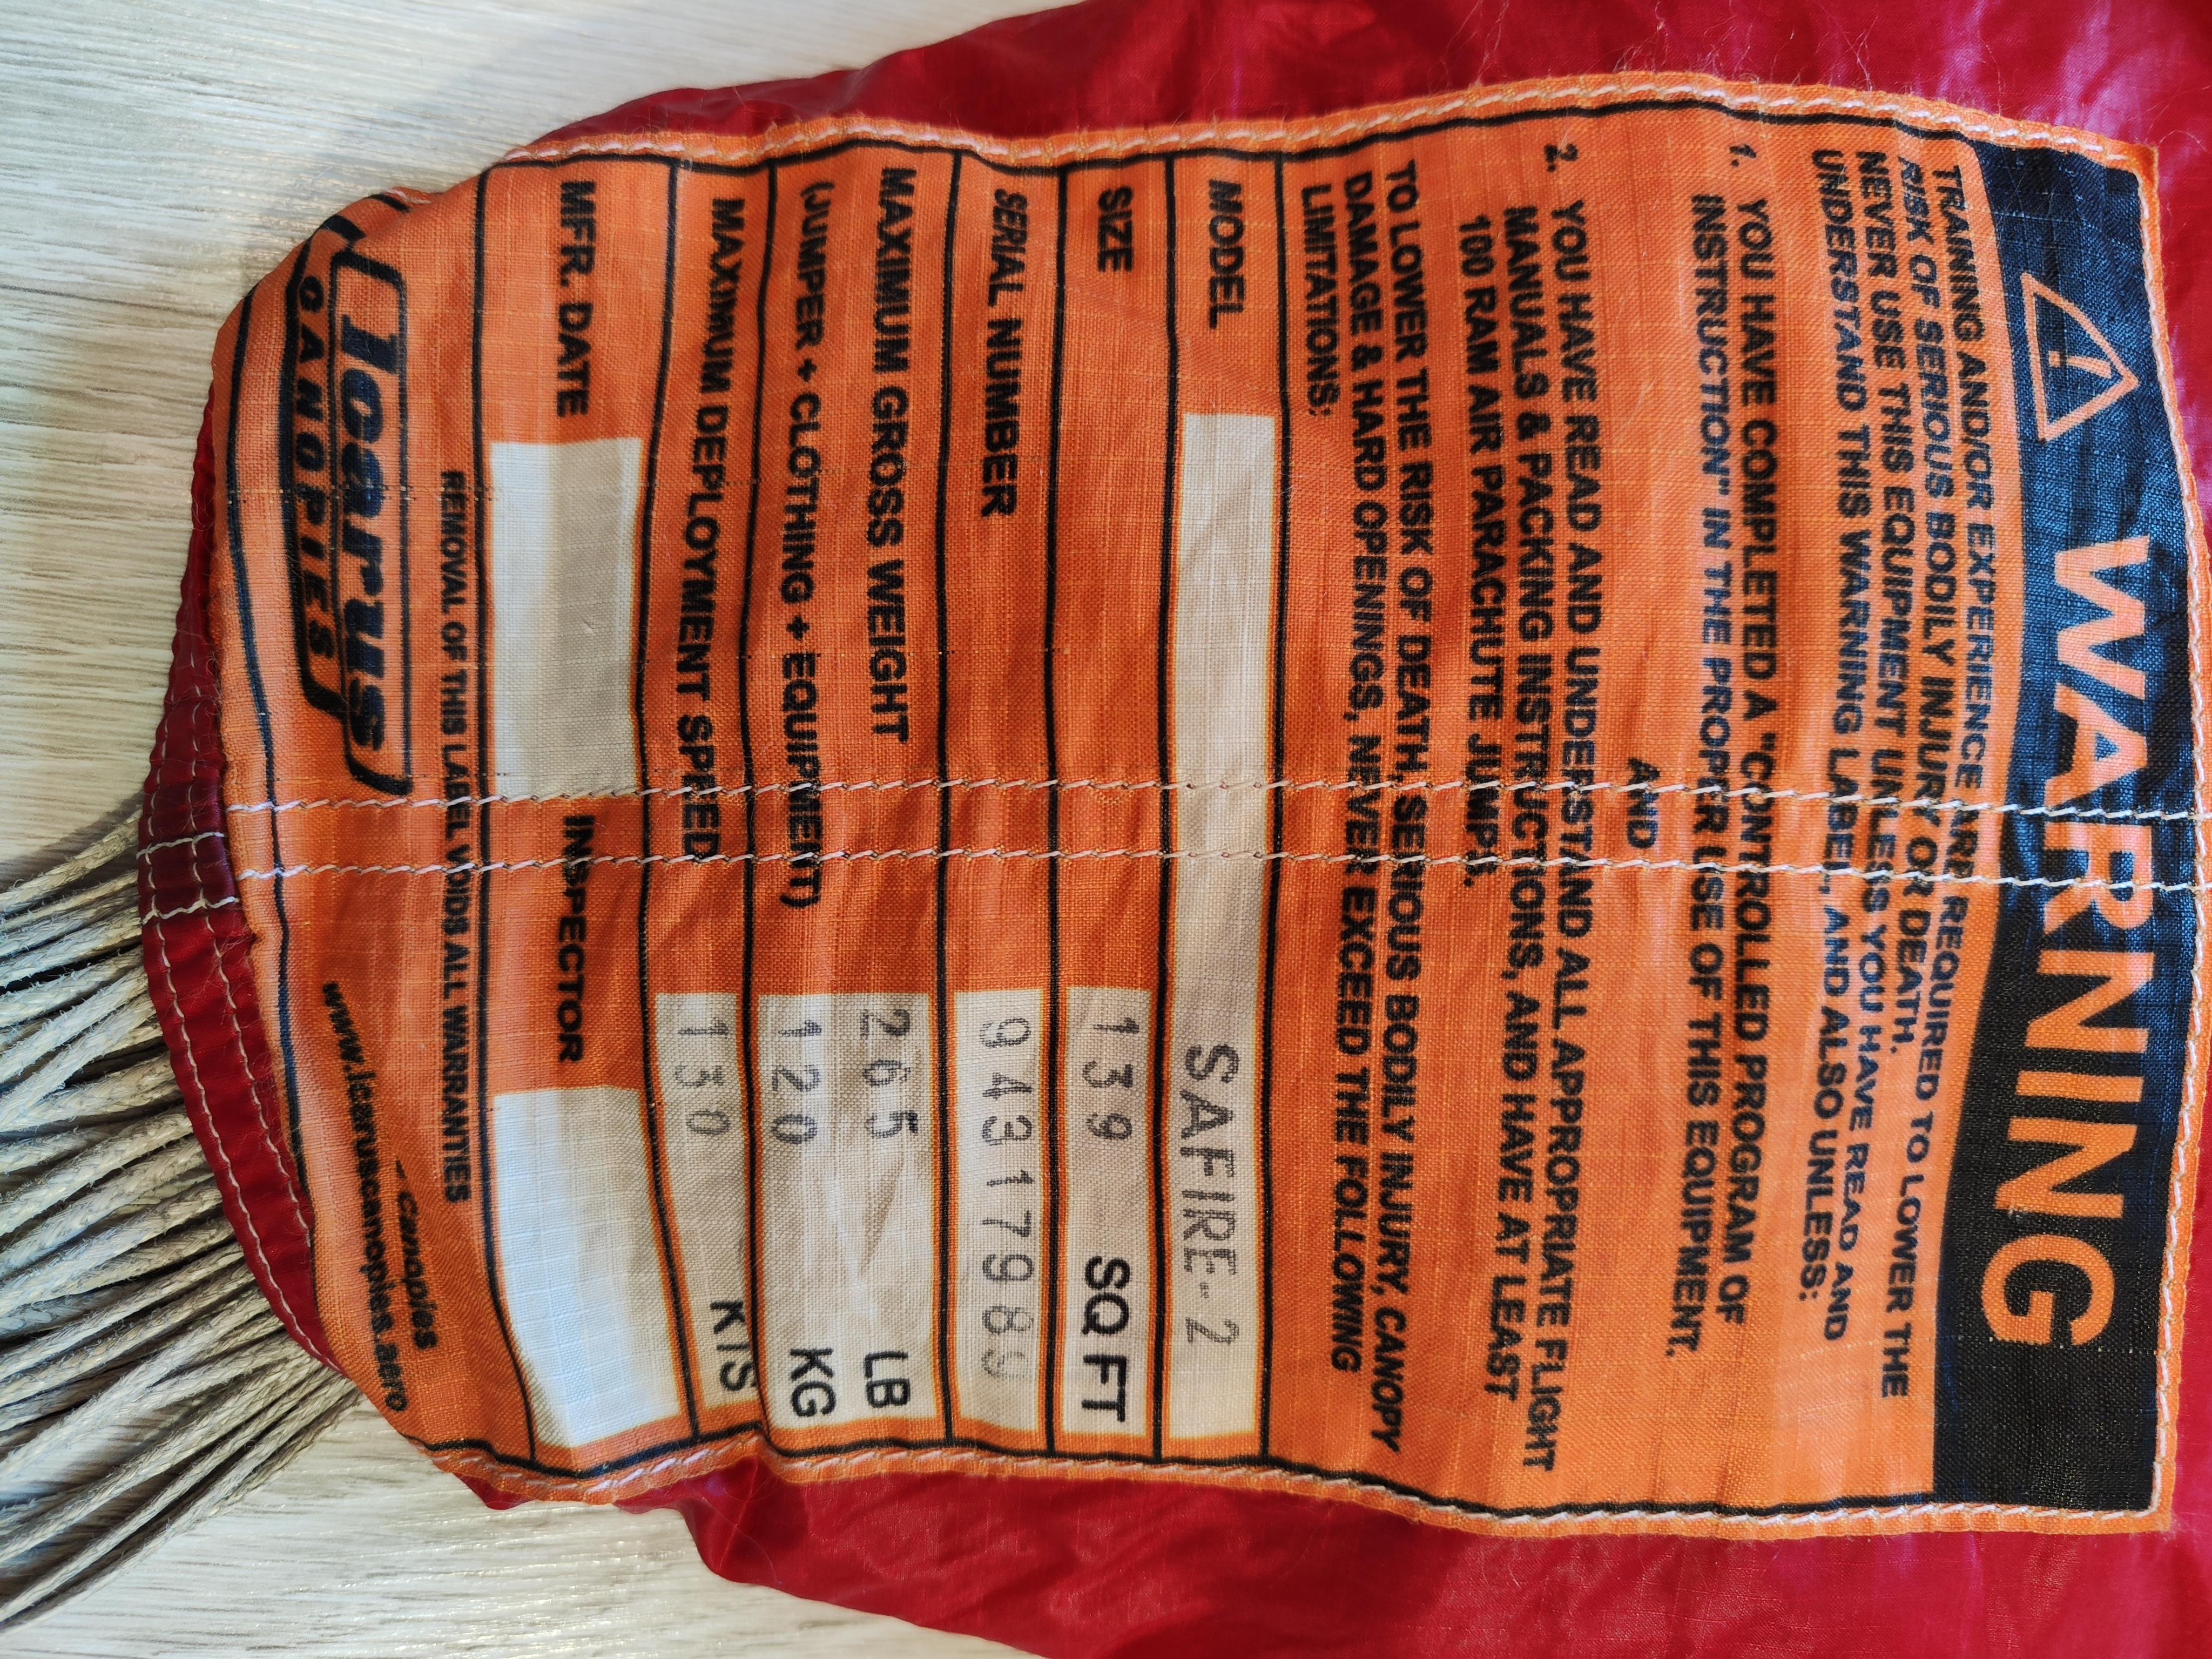 WARNING
TRAINING AND/OR EXPERIENCE ARE REQUIRED TO LOWER THE
RISK OF SERIOUS BODILY INJURY OR DEATH.
NEVER USE THIS EQUIPMENT UNLESS YOU HAVE READ AND
UNDERSTAND THIS WARNING LABEL, AND ALSO UNLESS:
1. YOU HAVE COMPLETED A "CONTROLLED PROGRAM OF
INSTRUCTION" IN THE PROPER USE OF THIS EQUIPMENT.
AND
2. YOU HAVE READ AND UNDERSTAND ALL APPROPRIATE FLIGHT
MANUALS & PACKING INSTRUCTIONS, AND HAVE AT LEAST
100 RAM AIR PARACHUTE JUMPS.
TO LOWER THE RISK OF DEATH, SERIOUS BODILY INJURY, CANOPY
DAMAGE & HARD OPENINGS, NEVER EXCEED THE FOLLOWING
LIMITATIONS:
MODEL SAFIRE-2
SIZE 139 SQ FT
SERIAL NUMBER 94317989
MAXIMUM GROSS WEIGHT 265 LB
(JUMPER + CLOTHING + EQUIPMENT) 120 KG
MAXIMUM DEPLOYMENT SPEED 130 KIS
MFR. DATE INSPECTOR
REMOVAL OF THIS LABEL VOIDS ALL WARRANTIES
Icarus
CANOPIES
canopies
www.icaruscanopies.aero